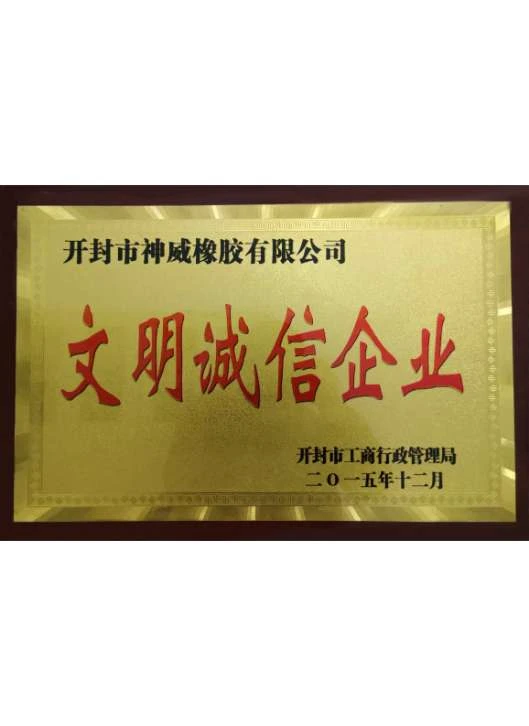 开封市神威橡胶有限公司
文明诚信企业
开封市工商行政管理局
二〇一五年十二月